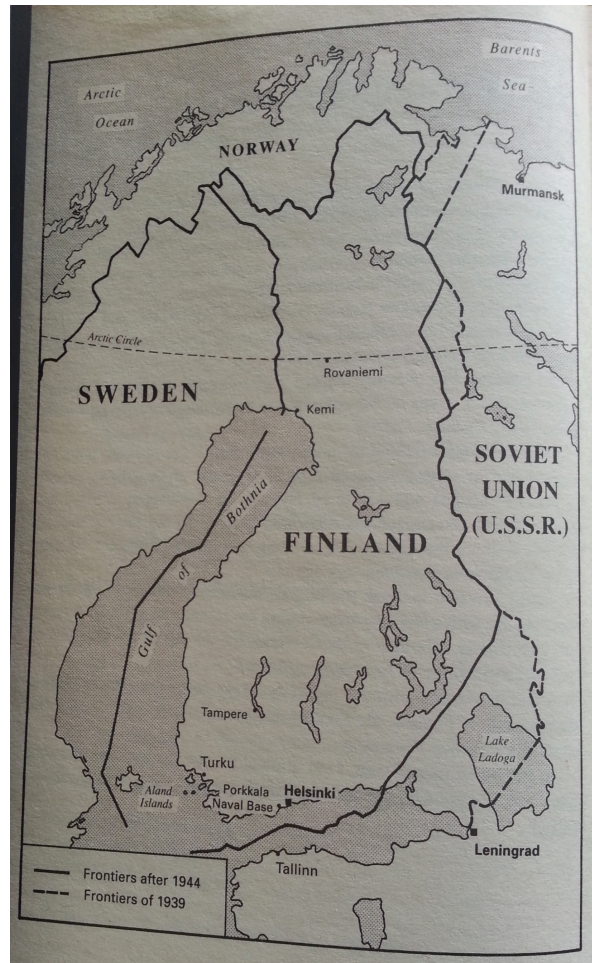 Arctic
Ocean
Barents
Sea
NORWAY
Murmansk
Arctic Circle
Rovaniemi
SWEDEN
Kemi
SOVIET
UNION
(U.S.S.R.)
Gulf of Bothnia
FINLAND
Tampere
Lake
Ladoga
Turku
Aland
Islands
Porkkala
Naval Base
Helsinki
Leningrad
Tallinn
Frontiers after 1944
Frontiers of 1939